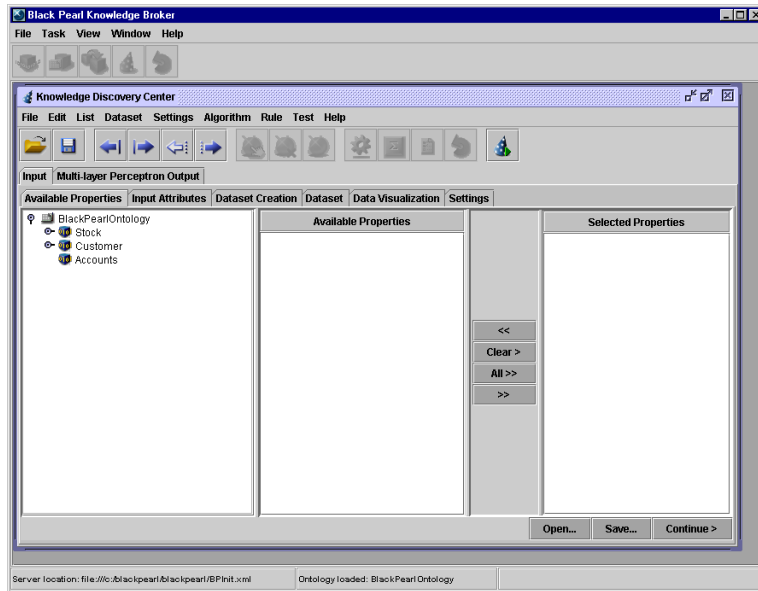 Black Pearl Knowledge Broker
File Task View Window Help
Knowledge Discovery Center
File Edit List Dataset Settings Algorithm Rule Test Help
Input Multi-layer Perceptron Output
Available Properties Input Attributes Dataset Creation Dataset Data Visualization Settings
BlackPearlOntology
Stock
Customer
Accounts
Available Properties
<<
Clear >
All >>
>>
Selected Properties
Open... Save... Continue >
Server location: file:///c:/blackpearl/blackpearl/BPInit.xml Ontology loaded: BlackPearlOntology